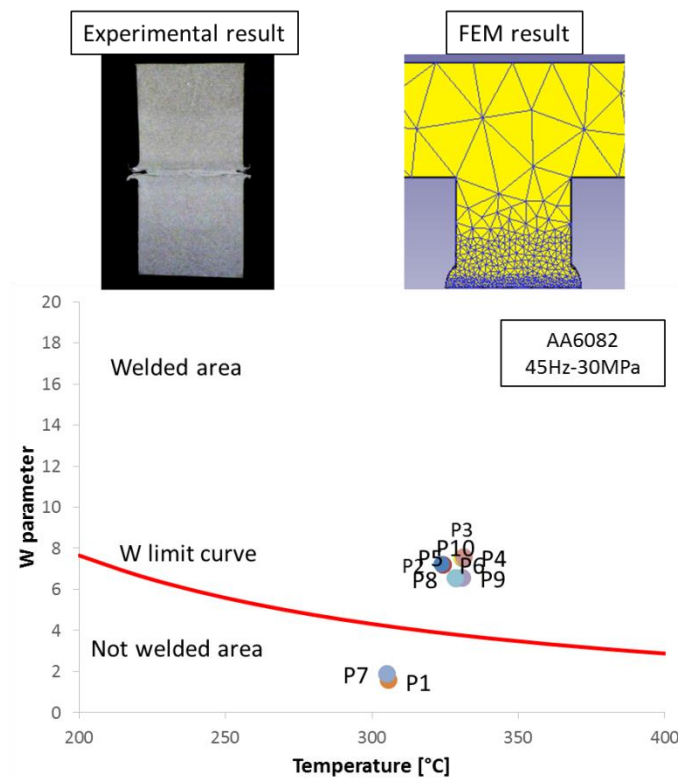 Experimental result
FEM result
20
18
16
14
12
10
8
6
4
2
0
W parameter
Welded area
AA6082
45Hz-30MPa
P3
P10
P5
P4
P2
P6
P8
P9
W limit curve
Not welded area
P7
P1
200
250
300
350
400
Temperature [°C]